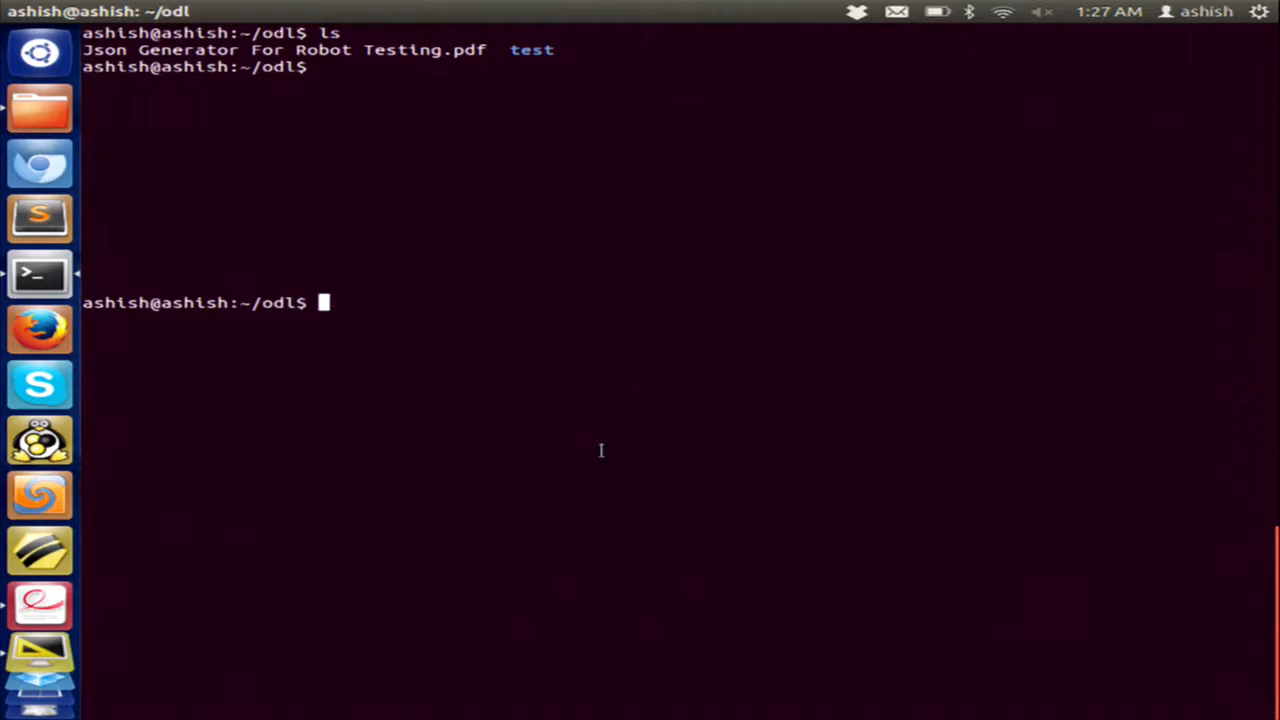 ashish@ashish: ~/odl
1:27 AM ashish
ashish@ashish:~/odl$ ls
Json Generator For Robot Testing.pdf test
ashish@ashish:~/odl$
ashish@ashish:~/odl$
S
>_
S